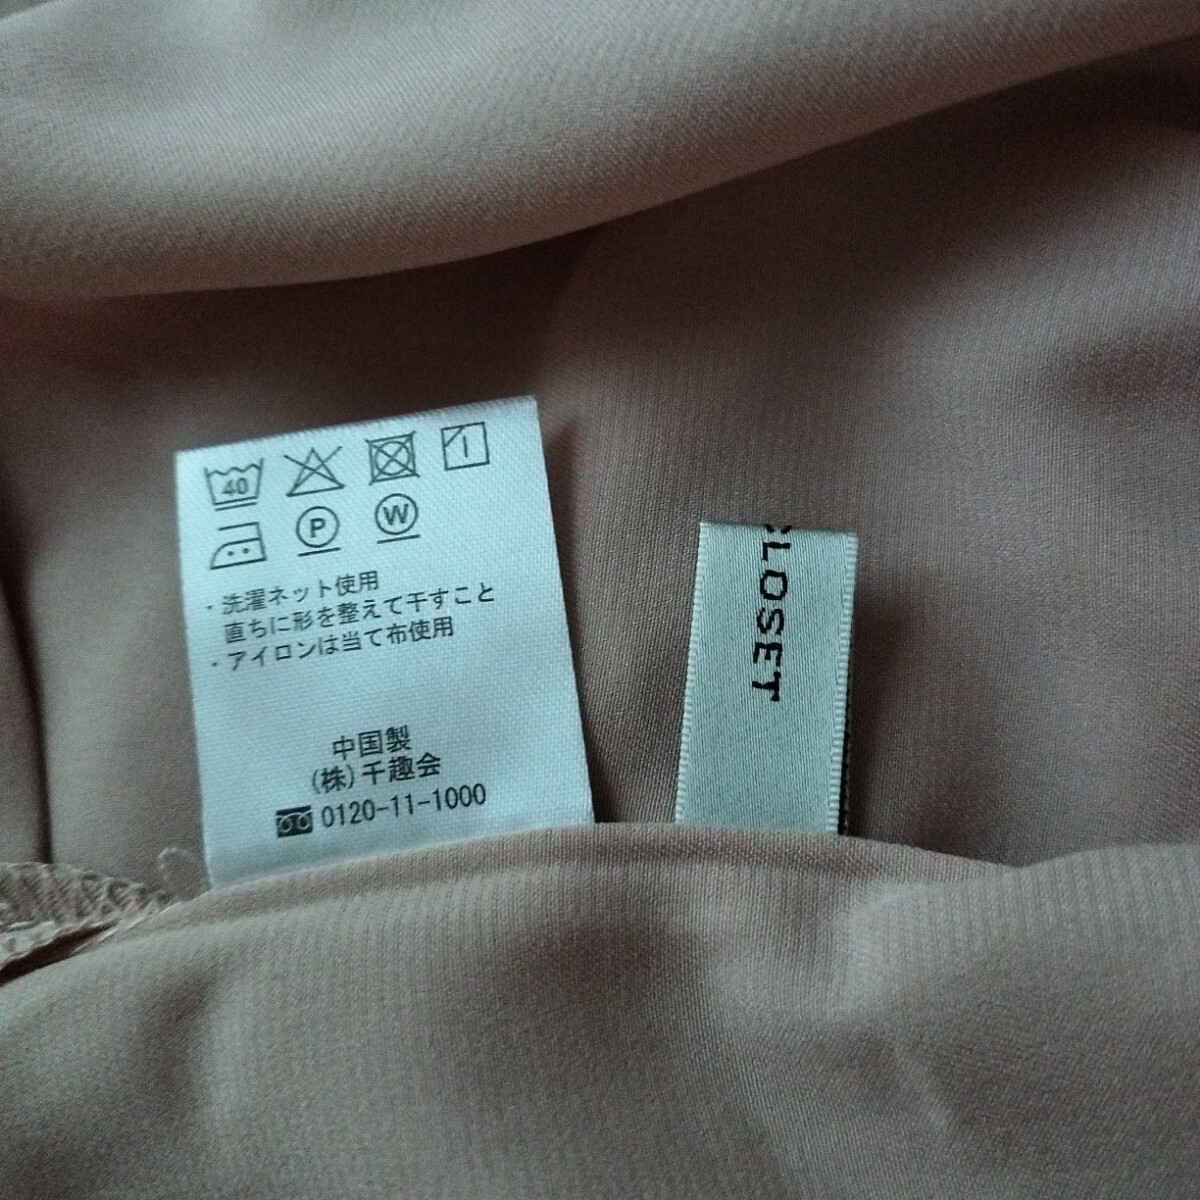 40
P W
・洗濯ネット使用
直ちに形を整えて干すこと
・アイロンは当て布使用
中国製
(株)千趣会
0120-11-1000
CLOSET